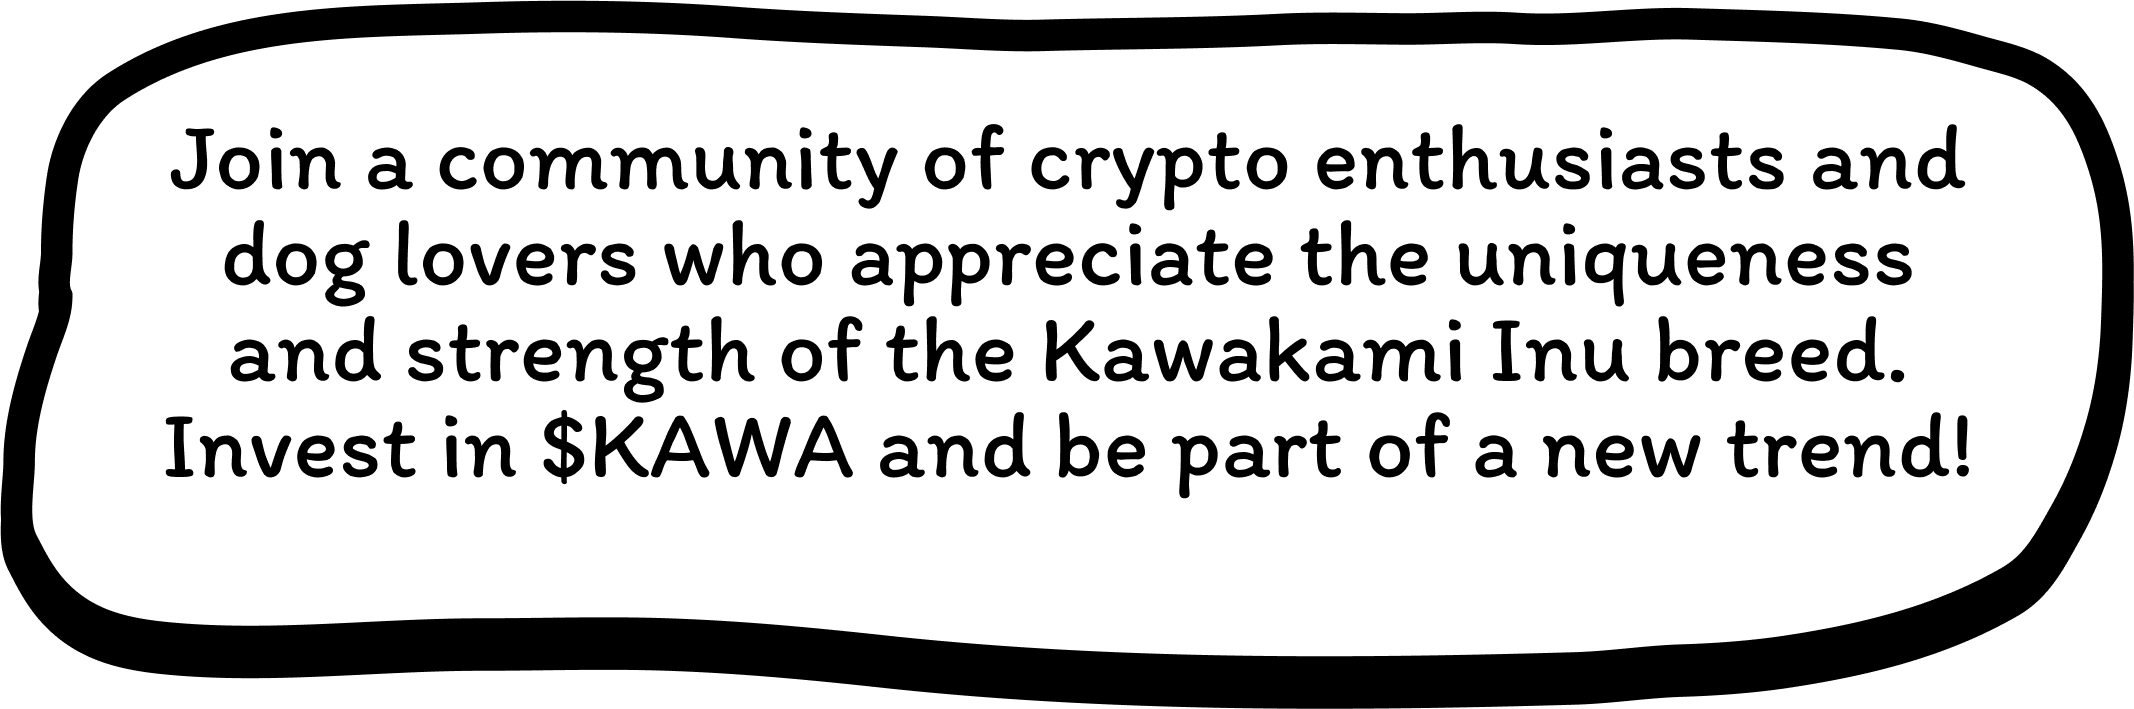 Join a community of crypto enthusiasts and
dog lovers who appreciate the uniqueness
and strength of the Kawakami Inu breed.
Invest in $KAWA and be part of a new trend!